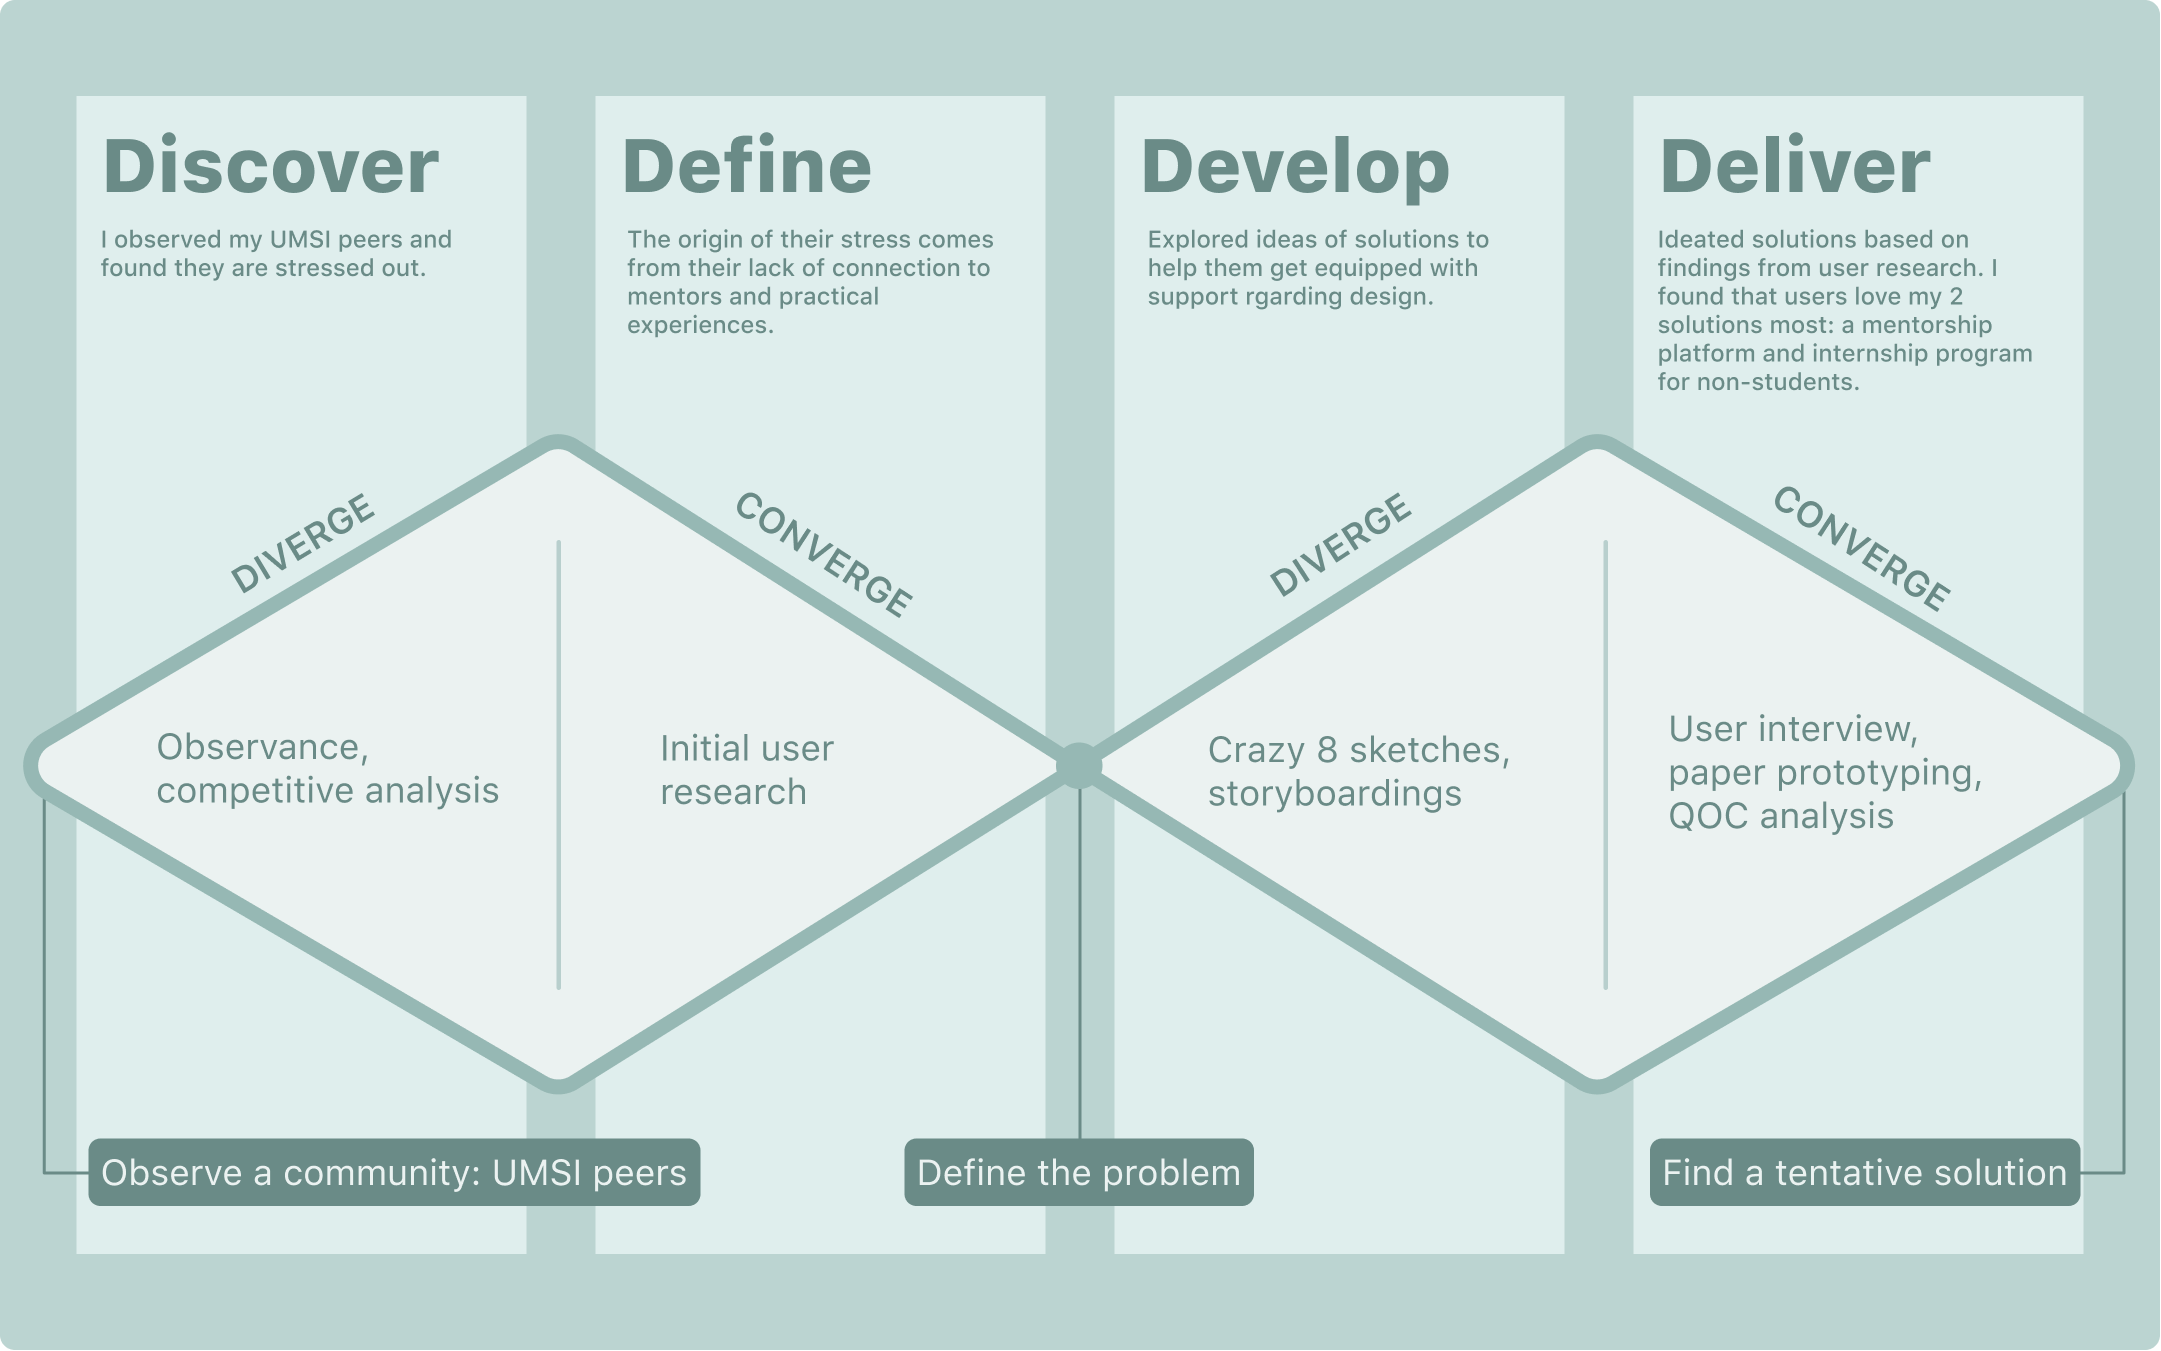 Discover
I observed my UMSI peers and
found they are stressed out.
Define
The origin of their stress comes
from their lack of connection to
mentors and practical
experiences.
Develop
Explored ideas of solutions to
help them get equipped with
support rgarding design.
Deliver
Ideated solutions based on
findings from user research. I
found that users love my 2
solutions most: a mentorship
platform and internship program
for non-students.
DIVERGE
CONVERGE
DIVERGE
CONVERGE
Observance,
competitive analysis
Initial user
research
Crazy 8 sketches,
storyboardings
User interview,
paper prototyping,
QOC analysis
Observe a community: UMSI peers
Define the problem
Find a tentative solution